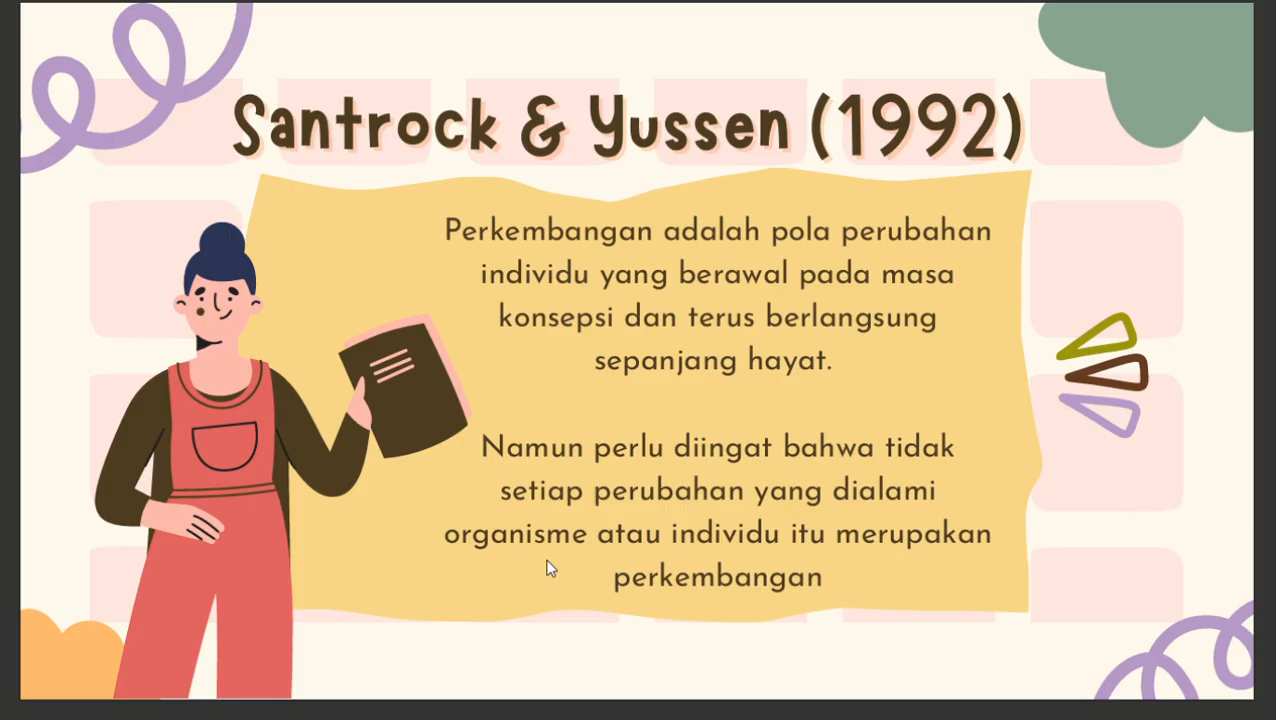 Santrock & Yussen (1992)
Perkembangan adalah pola perubahan
individu yang berawal pada masa
konsepsi dan terus berlangsung
sepanjang hayat.
Namun perlu diingat bahwa tidak
setiap perubahan yang dialami
organisme atau individu itu merupakan
perkembangan